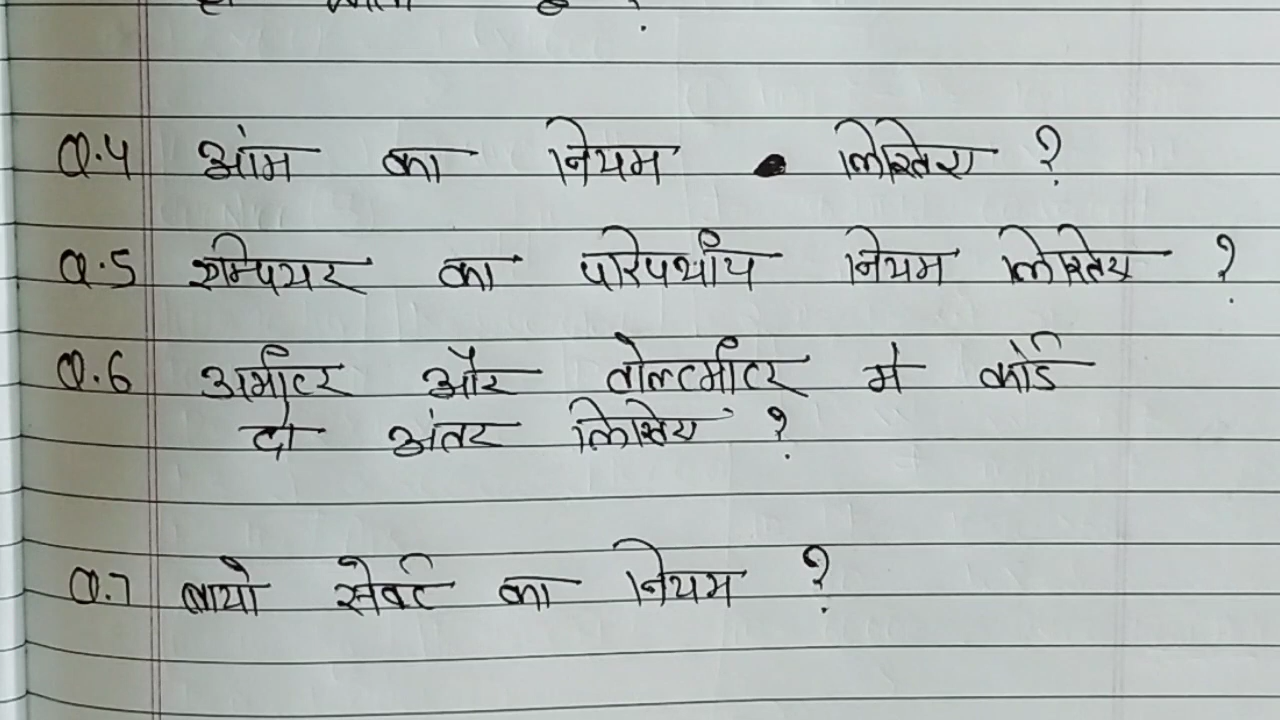 Q.4 ओम का नियम लिखिए ?
Q.5 एम्पियर का परिपथीय नियम लिखिए ?
Q.6 अमीटर और वोल्टमीटर मे कोई
दो अंतर लिखिए ?
Q.7 बायो सेवर्ट का नियम ?